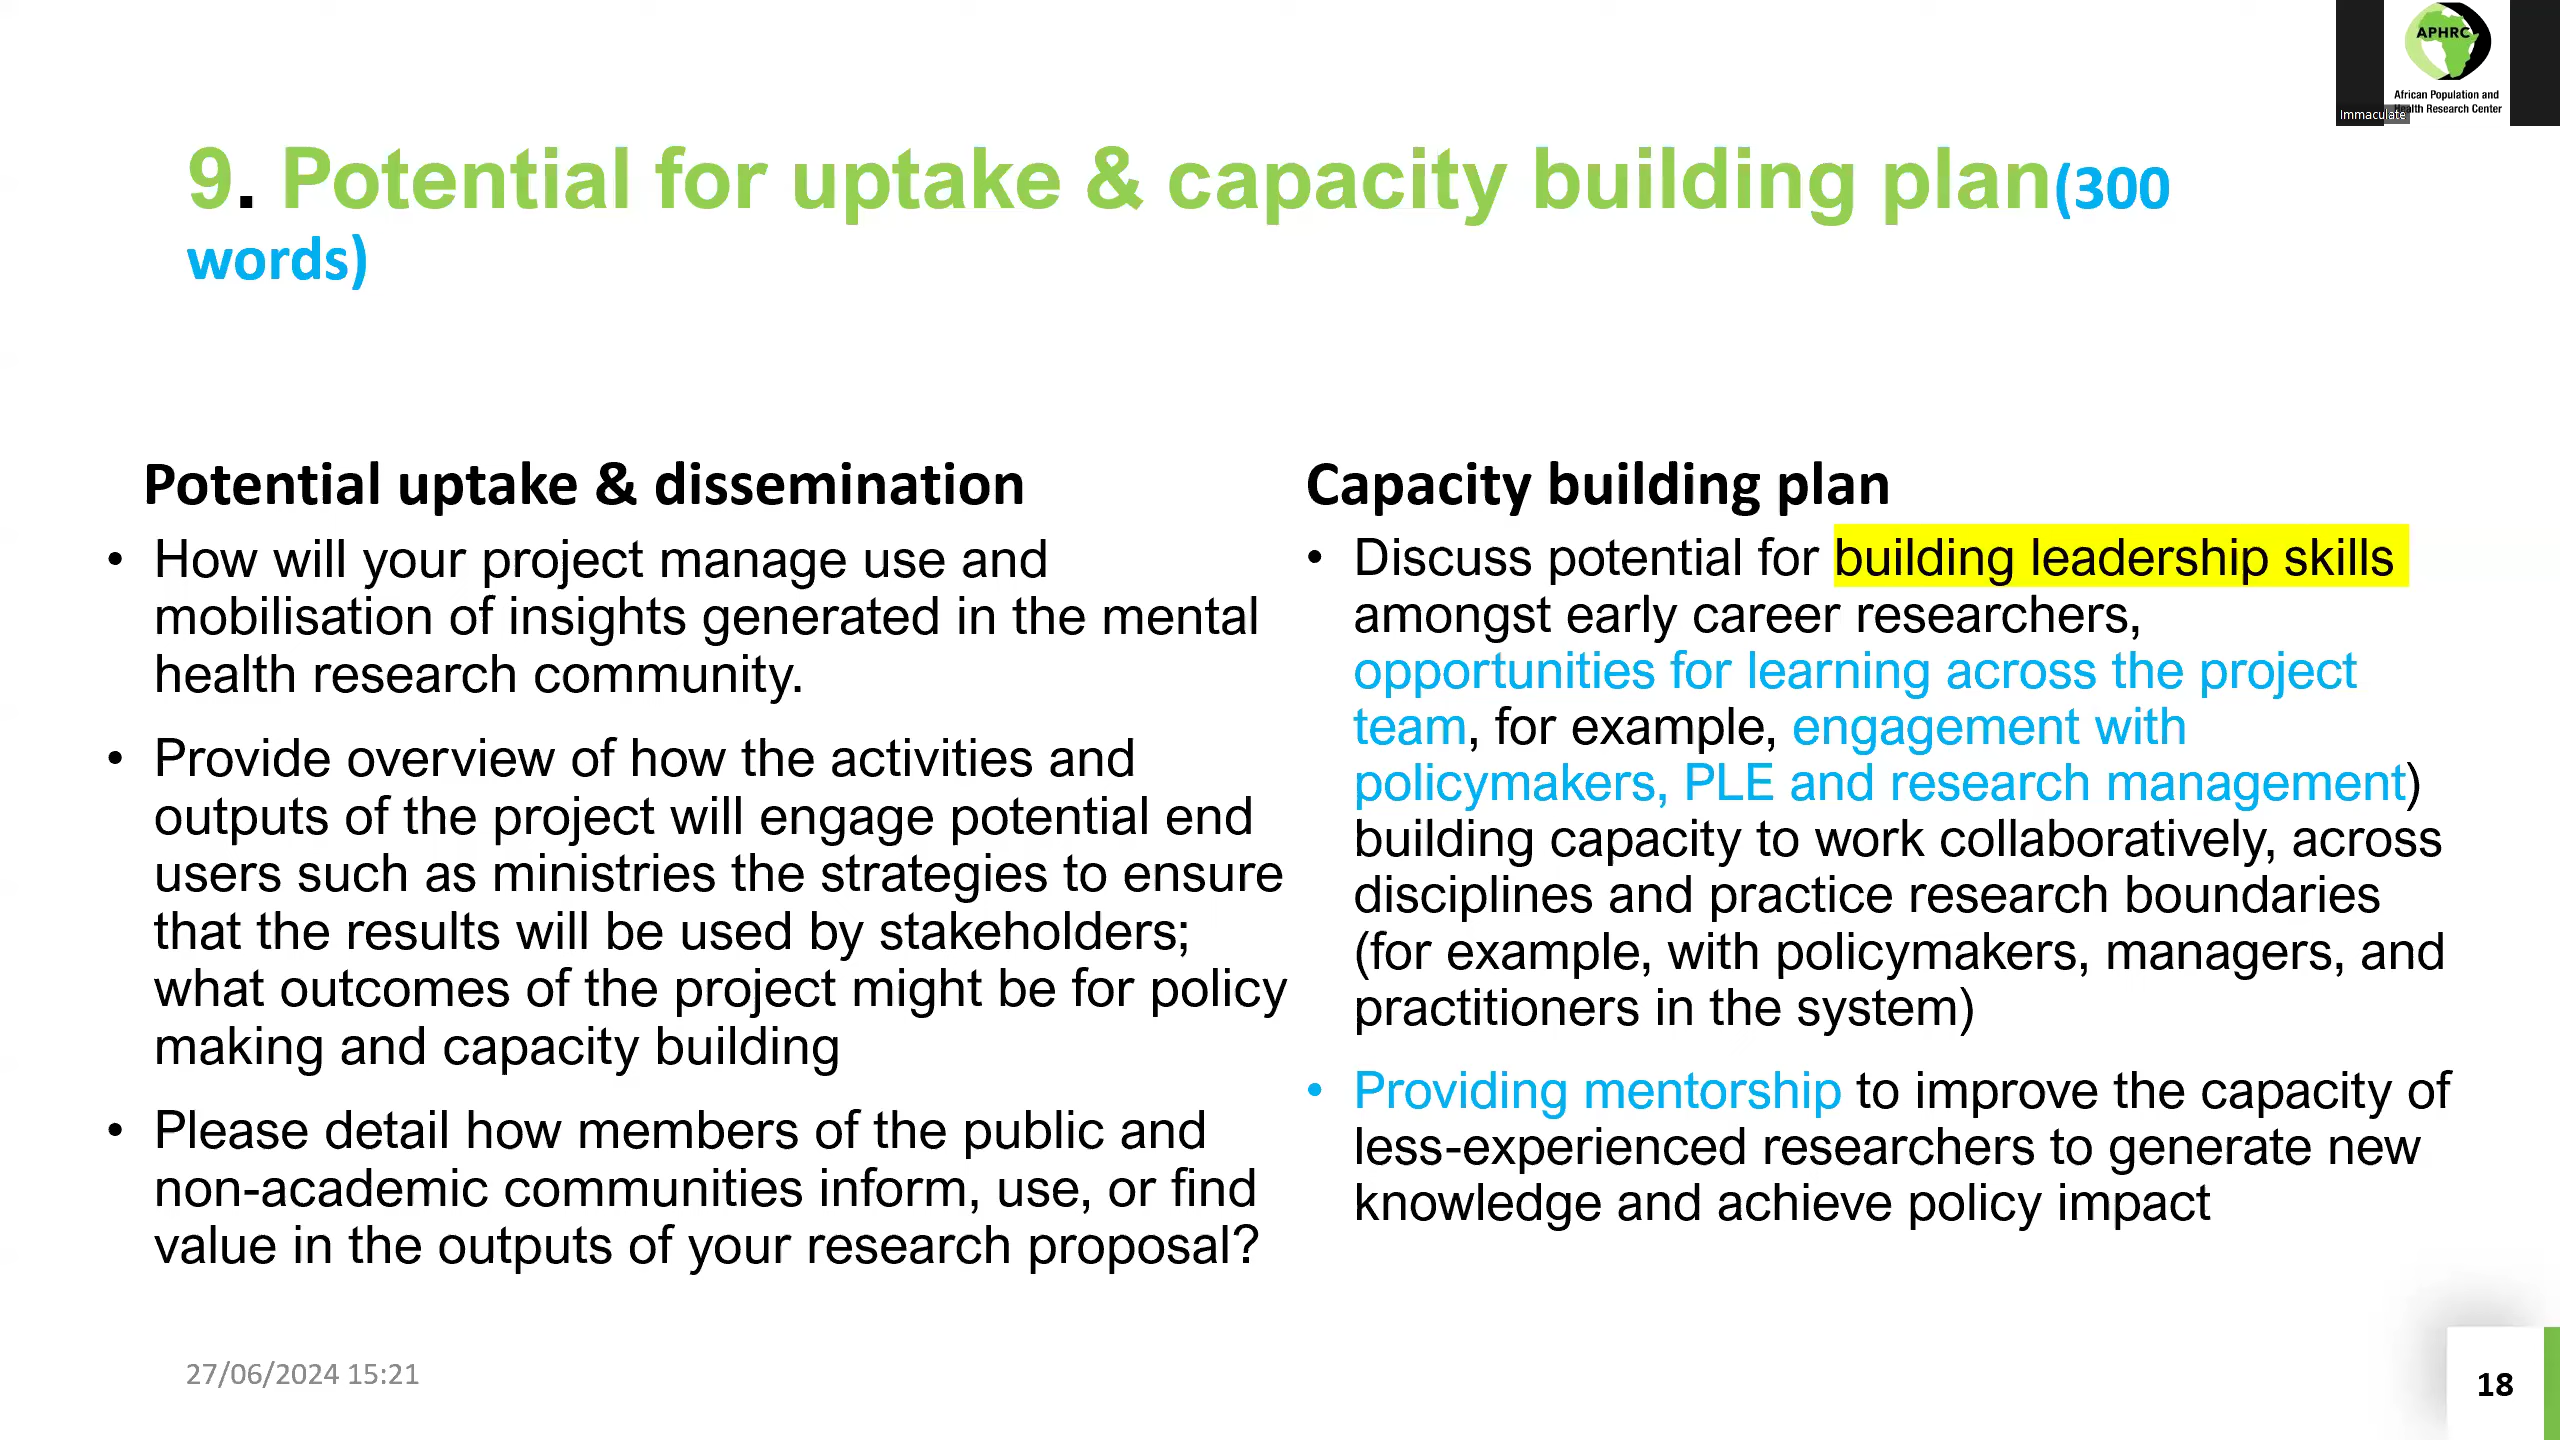 APHRC
African Population and
Health Research Center
Immaculate
9. Potential for uptake & capacity building plan(300
words)
Potential uptake & dissemination
• How will your project manage use and
mobilisation of insights generated in the mental
health research community.
• Provide overview of how the activities and
outputs of the project will engage potential end
users such as ministries the strategies to ensure
that the results will be used by stakeholders;
what outcomes of the project might be for policy
making and capacity building
• Please detail how members of the public and
non-academic communities inform, use, or find
value in the outputs of your research proposal?
Capacity building plan
• Discuss potential for building leadership skills
amongst early career researchers,
opportunities for learning across the project
team, for example, engagement with
policymakers, PLE and research management)
building capacity to work collaboratively, across
disciplines and practice research boundaries
(for example, with policymakers, managers, and
practitioners in the system)
• Providing mentorship to improve the capacity of
less-experienced researchers to generate new
knowledge and achieve policy impact
27/06/2024 15:21
18